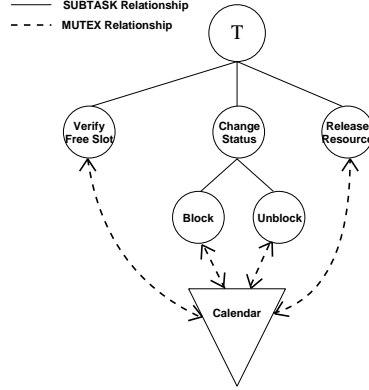 SUBTASK Relationship
MUTEX Relationship
T
Verify
Free Slot
Change
Status
Release
Resource
Block
Unblock
Calendar